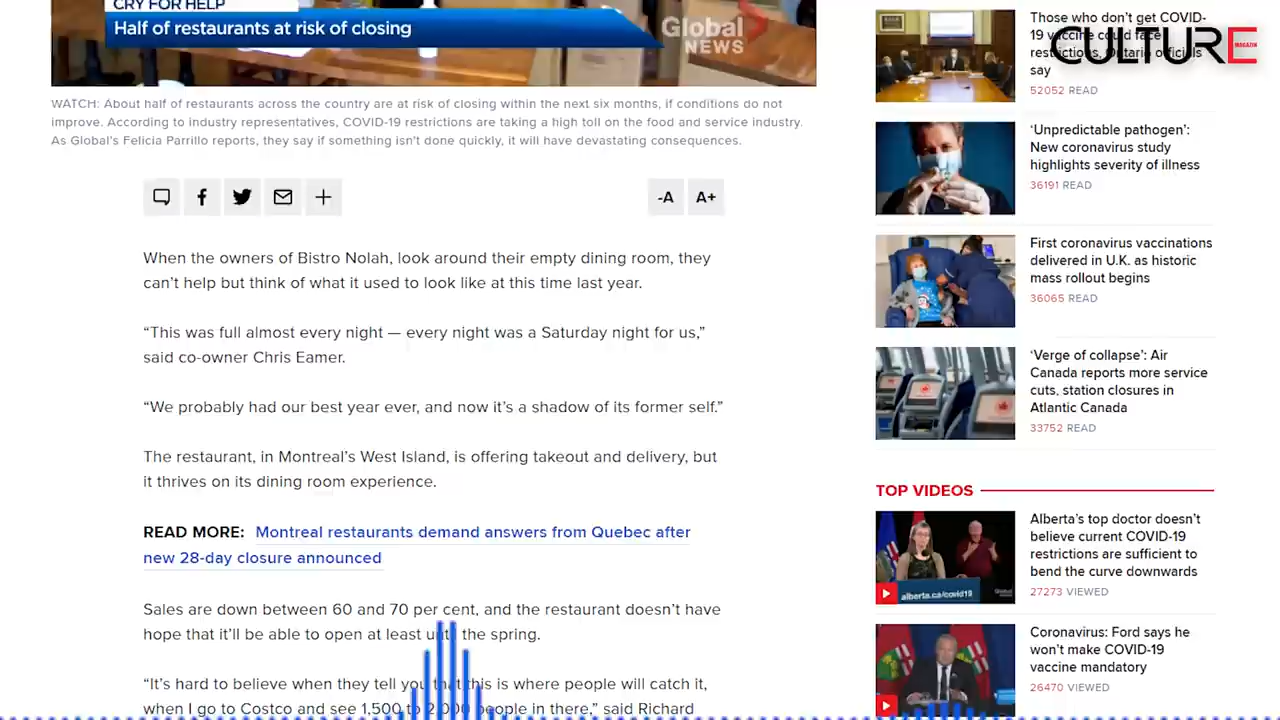 CRY FOR HELP
Half of restaurants at risk of closing
Global
NEWS
WATCH: About half of restaurants across the country are at risk of closing within the next six months, if conditions do not
improve. According to industry representatives, COVID-19 restrictions are taking a high toll on the food and service industry.
As Global's Felicia Parrillo reports, they say if something isn't done quickly, it will have devastating consequences.
-A
A+
When the owners of Bistro Nolah, look around their empty dining room, they
can't help but think of what it used to look like at this time last year.
“This was full almost every night — every night was a Saturday night for us,”
said co-owner Chris Eamer.
“We probably had our best year ever, and now it's a shadow of its former self.”
The restaurant, in Montreal's West Island, is offering takeout and delivery, but
it thrives on its dining room experience.
READ MORE: Montreal restaurants demand answers from Quebec after
new 28-day closure announced
Sales are down between 60 and 70 per cent, and the restaurant doesn't have
hope that it'll be able to open at least until the spring.
“It's hard to believe when they tell you that this is where people will catch it,
when I go to Costco and see 1,500 to 2,000 people in there,” said Richard
CULTURE
MAGAZIN
Those who don't get COVID-
19 vaccine could face
restrictions, Ontario officials
say
52052 READ
‘Unpredictable pathogen’:
New coronavirus study
highlights severity of illness
36191 READ
First coronavirus vaccinations
delivered in U.K. as historic
mass rollout begins
36065 READ
‘Verge of collapse’: Air
Canada reports more service
cuts, station closures in
Atlantic Canada
33752 READ
TOP VIDEOS
alberta.ca/covid19
Alberta's top doctor doesn't
believe current COVID-19
restrictions are sufficient to
bend the curve downwards
27273 VIEWED
Coronavirus: Ford says he
won't make COVID-19
vaccine mandatory
26470 VIEWED